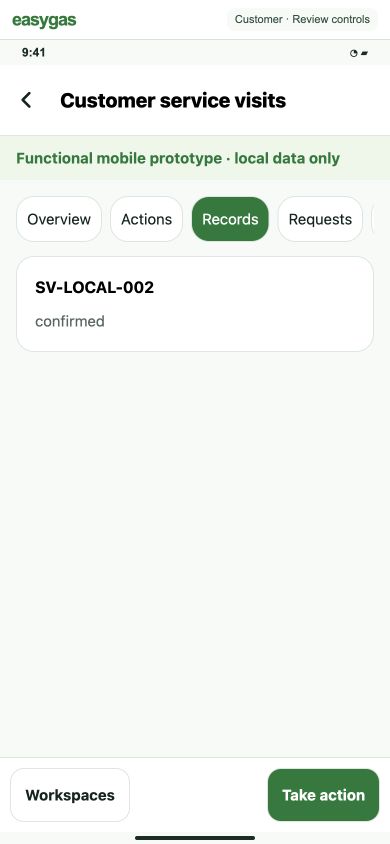 easygas
Customer · Review controls
9:41
Customer service visits
Functional mobile prototype · local data only
Overview
Actions
Records
Requests
SV-LOCAL-002
confirmed
Workspaces
Take action